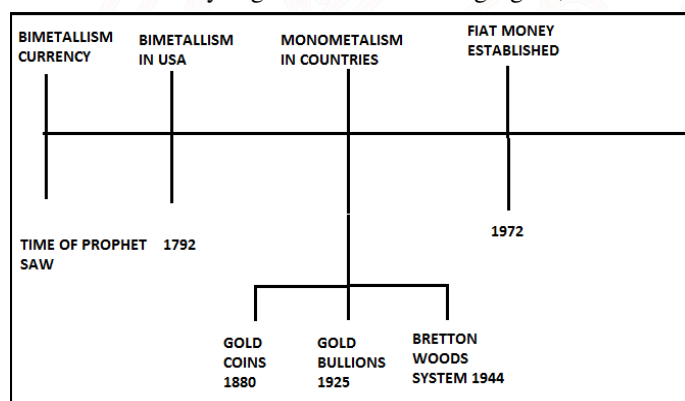 BIMETALLISM
CURRENCY
BIMETALLISM
IN USA
MONOMETALISM
IN COUNTRIES
FIAT MONEY
ESTABLISHED
TIME OF PROPHET
SAW
1792
1972
GOLD
COINS
1880
GOLD
BULLIONS
1925
BRETTON
WOODS
SYSTEM 1944